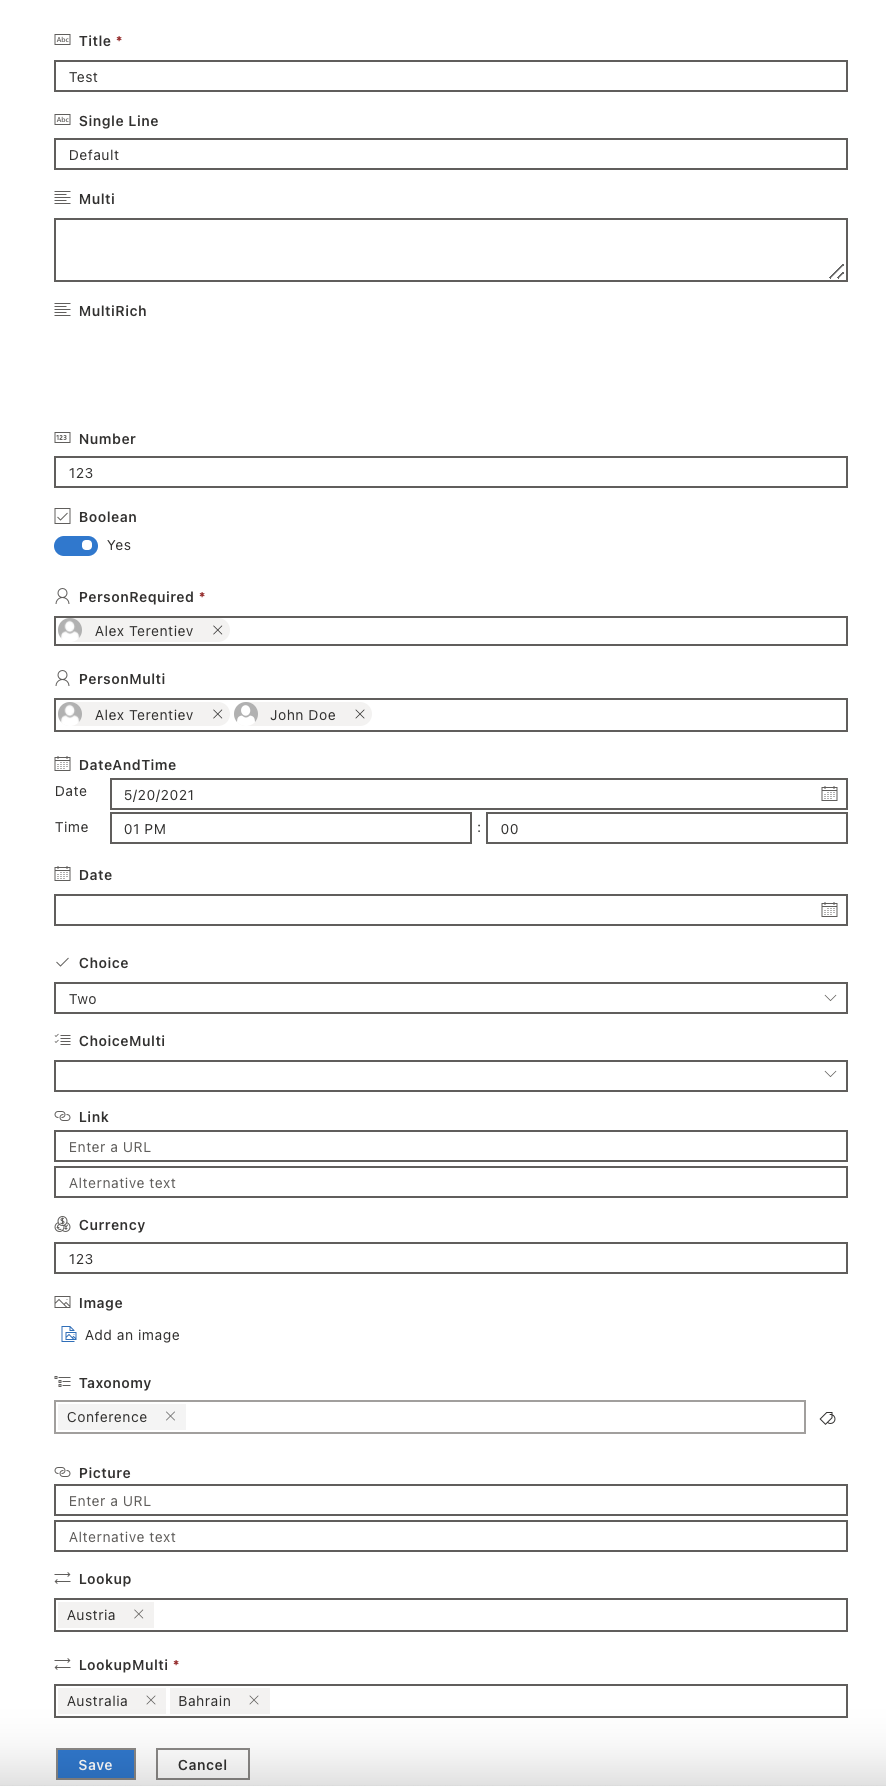 Abc Title *
Test
Abc Single Line
Default
Multi
MultiRich
123 Number
123
Boolean
Yes
PersonRequired *
Alex Terentiev
PersonMulti
Alex Terentiev John Doe
DateAndTime
Date 5/20/2021
Time 01 PM : 00
Date
Choice
Two
ChoiceMulti
Link
Enter a URL
Alternative text
Currency
123
Image
Add an image
Taxonomy
Conference
Picture
Enter a URL
Alternative text
Lookup
Austria
LookupMulti *
Australia Bahrain
Save Cancel